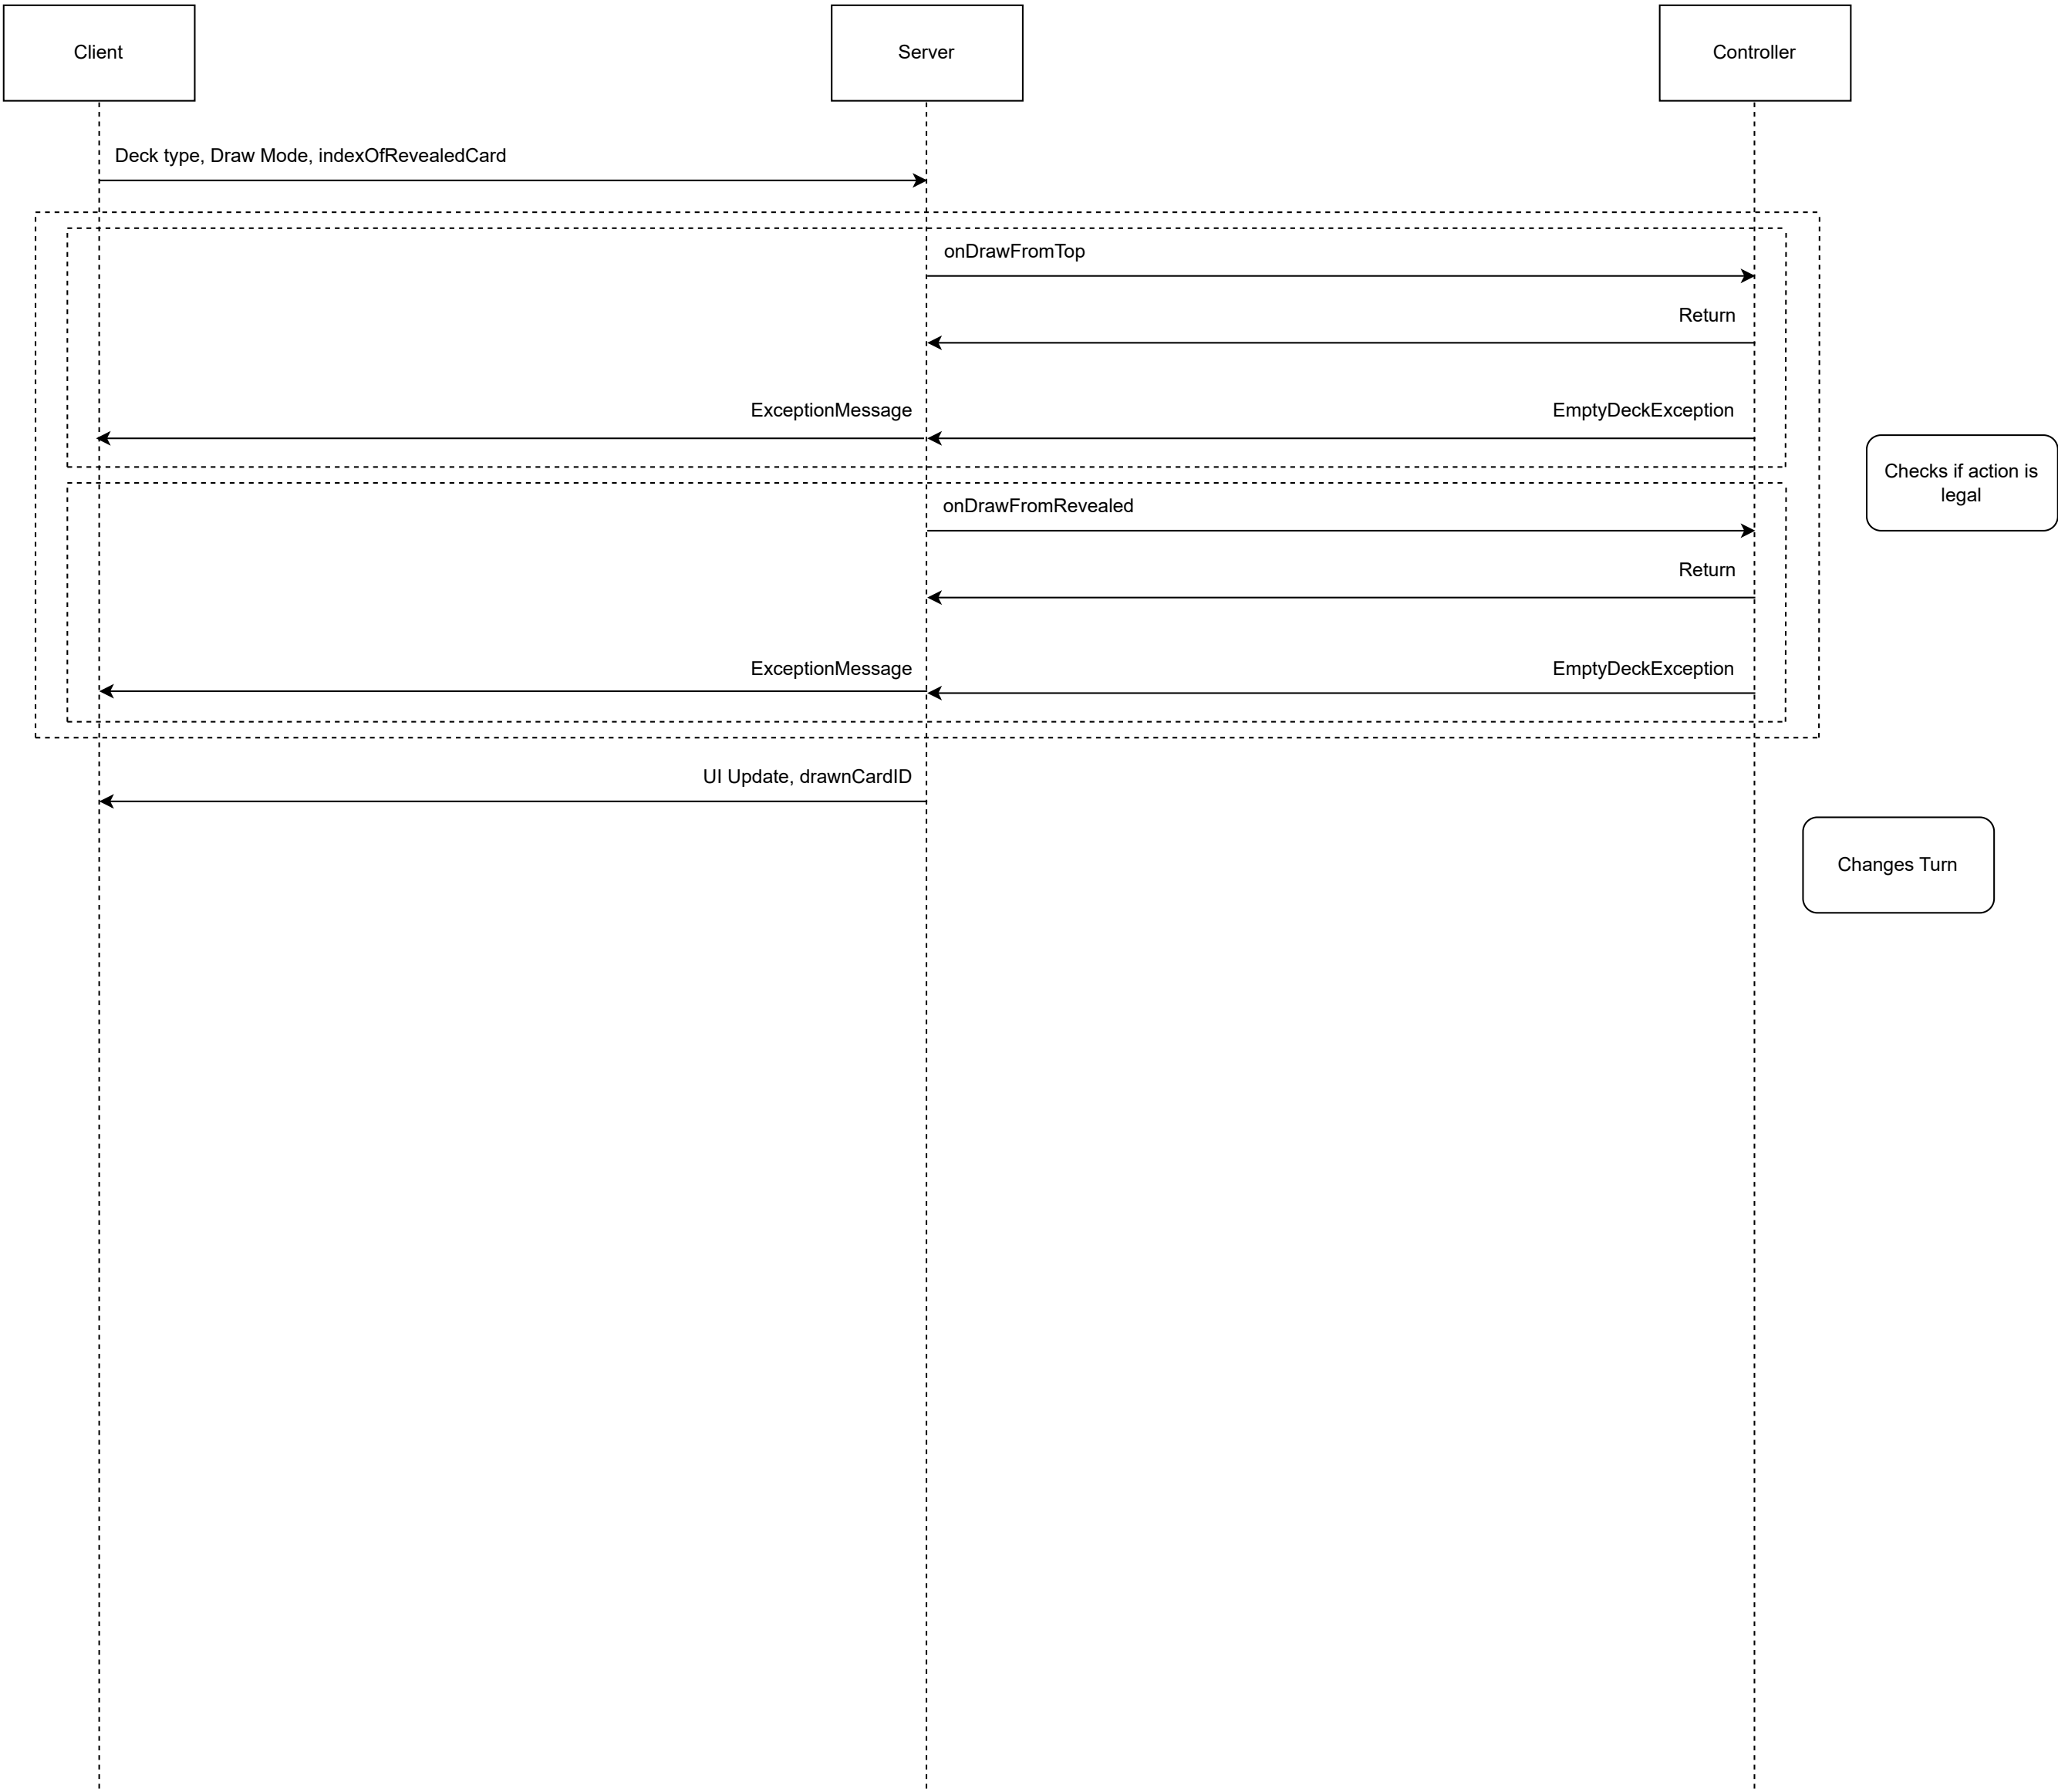 Client
Server
Controller
Deck type, Draw Mode, indexOfRevealedCard
onDrawFromTop
Return
ExceptionMessage
EmptyDeckException
Checks if action is
legal
onDrawFromRevealed
Return
ExceptionMessage
EmptyDeckException
UI Update, drawnCardID
Changes Turn